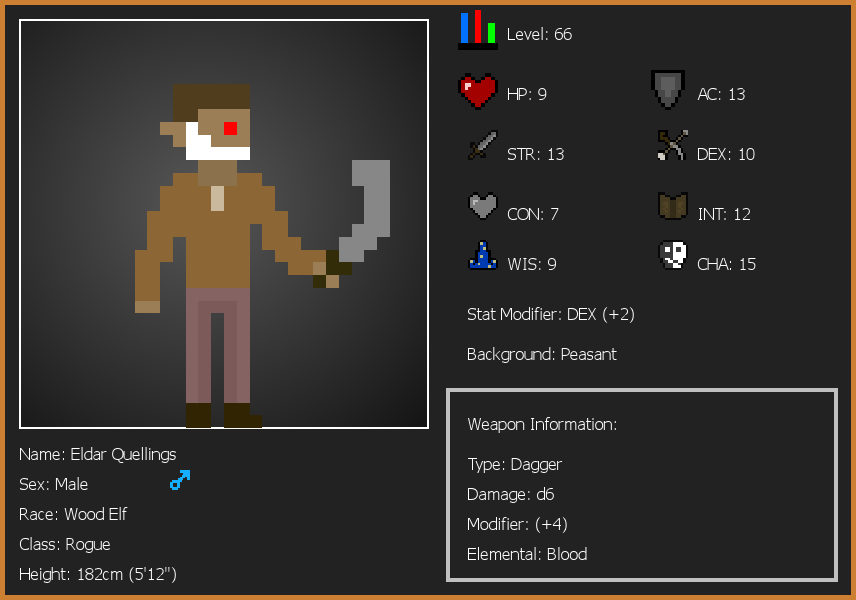 Level: 66
HP: 9
AC: 13
STR: 13
DEX: 10
CON: 7
INT: 12
WIS: 9
CHA: 15
Stat Modifier: DEX (+2)
Background: Peasant
Weapon Information:
Type: Dagger
Damage: d6
Modifier: (+4)
Elemental: Blood
Name: Eldar Quellings
Sex: Male
Race: Wood Elf
Class: Rogue
Height: 182cm (5'12")